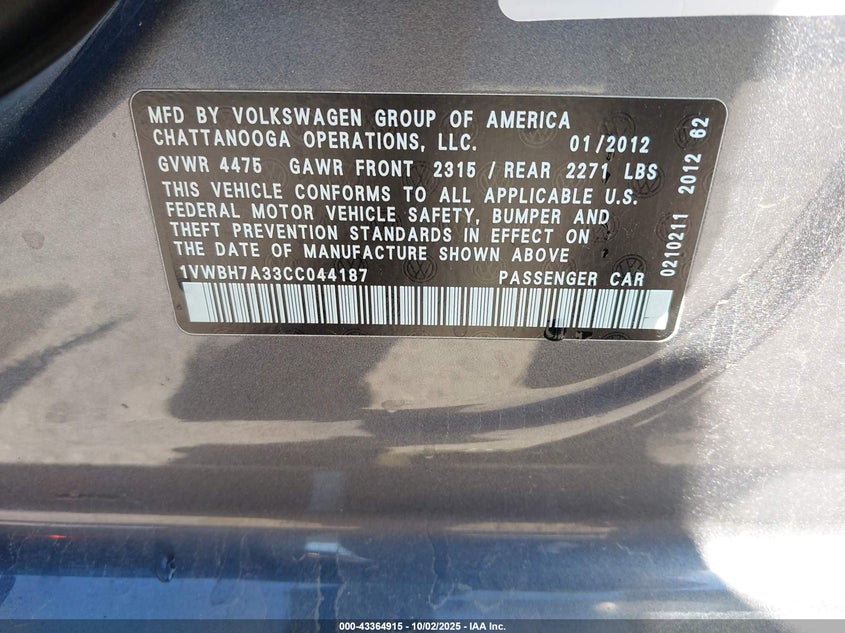 MFD BY VOLKSWAGEN GROUP OF AMERICA
CHATTANOOGA OPERATIONS, LLC. 01/2012
GVWR 4475 GAWR FRONT 2315 / REAR 2271 LBS
THIS VEHICLE CONFORMS TO ALL APPLICABLE U.S.
FEDERAL MOTOR VEHICLE SAFETY, BUMPER AND
THEFT PREVENTION STANDARDS IN EFFECT ON
THE DATE OF MANUFACTURE SHOWN ABOVE
1VWBH7A33CC044187 PASSENGER CAR
0210211 2012 62
000-43364915 - 10/02/2025 - IAA Inc.